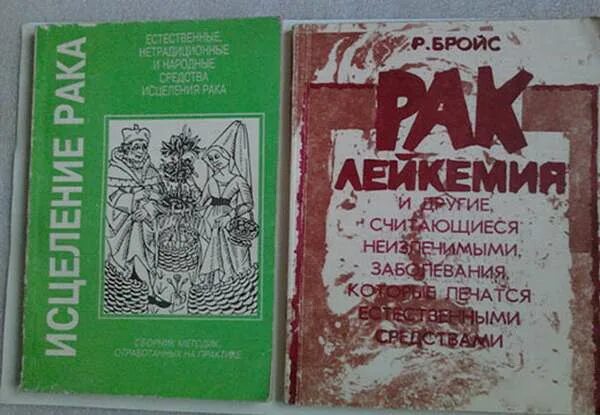 ИСЦЕЛЕНИЕ РАКА
ЕСТЕСТВЕННЫЕ,
НЕТРАДИЦИОННЫЕ
И НАРОДНЫЕ
СРЕДСТВА
ИСЦЕЛЕНИЯ РАКА
СБОРНИК МЕТОДИК,
ОТРАБОТАННЫХ НА ПРАКТИКЕ
Р. БРОЙС
РАК
ЛЕЙКЕМИЯ
И ДРУГИЕ,
СЧИТАЮЩИЕСЯ
НЕИЗЛЕЧИМЫМИ,
ЗАБОЛЕВАНИЯ,
КОТОРЫЕ ЛЕЧАТСЯ
ЕСТЕСТВЕННЫМИ
СРЕДСТВАМИ